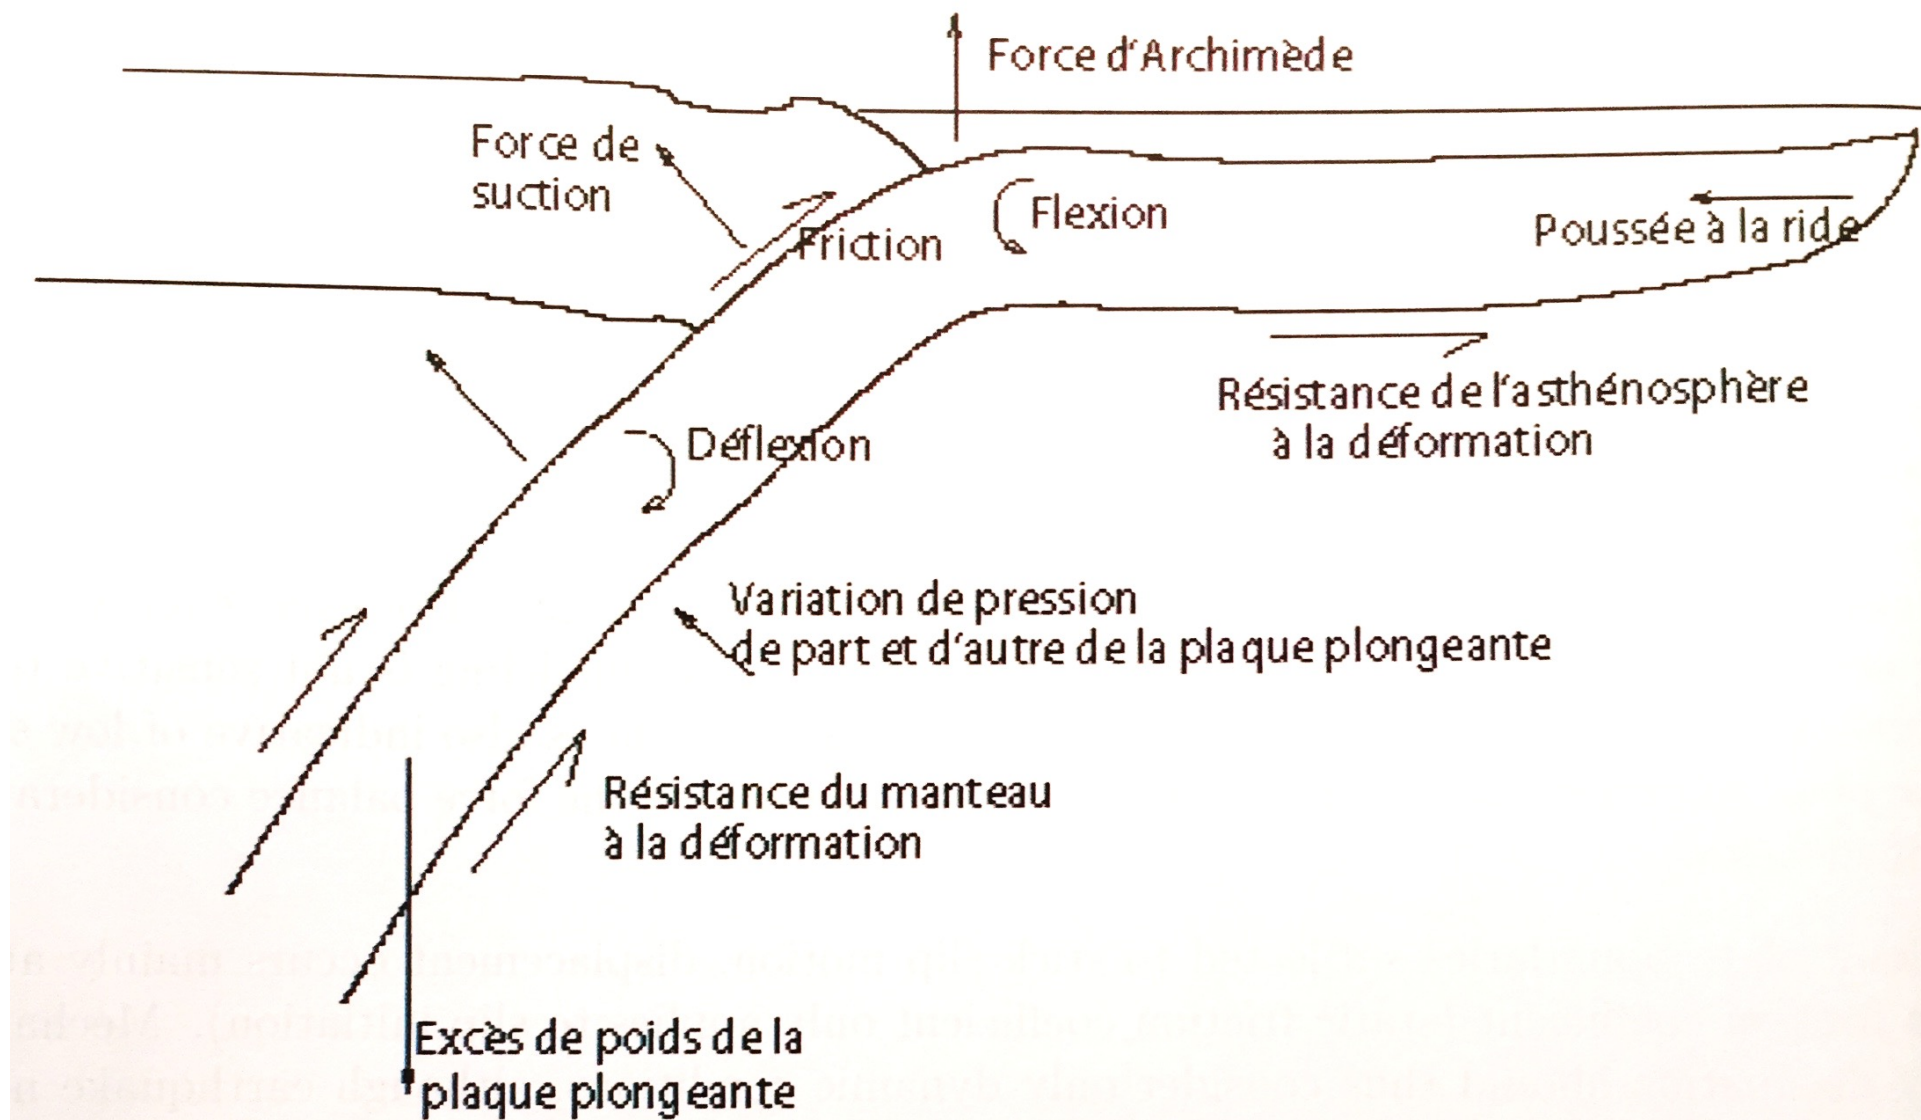 Force d'Archimède
Force de
suction
Friction
Flexion
Poussée à la ride
Résistance de l'asthénosphère
à la déformation
Déflexion
Variation de pression
de part et d'autre de la plaque plongeante
Résistance du manteau
à la déformation
Excès de poids de la
plaque plongeante